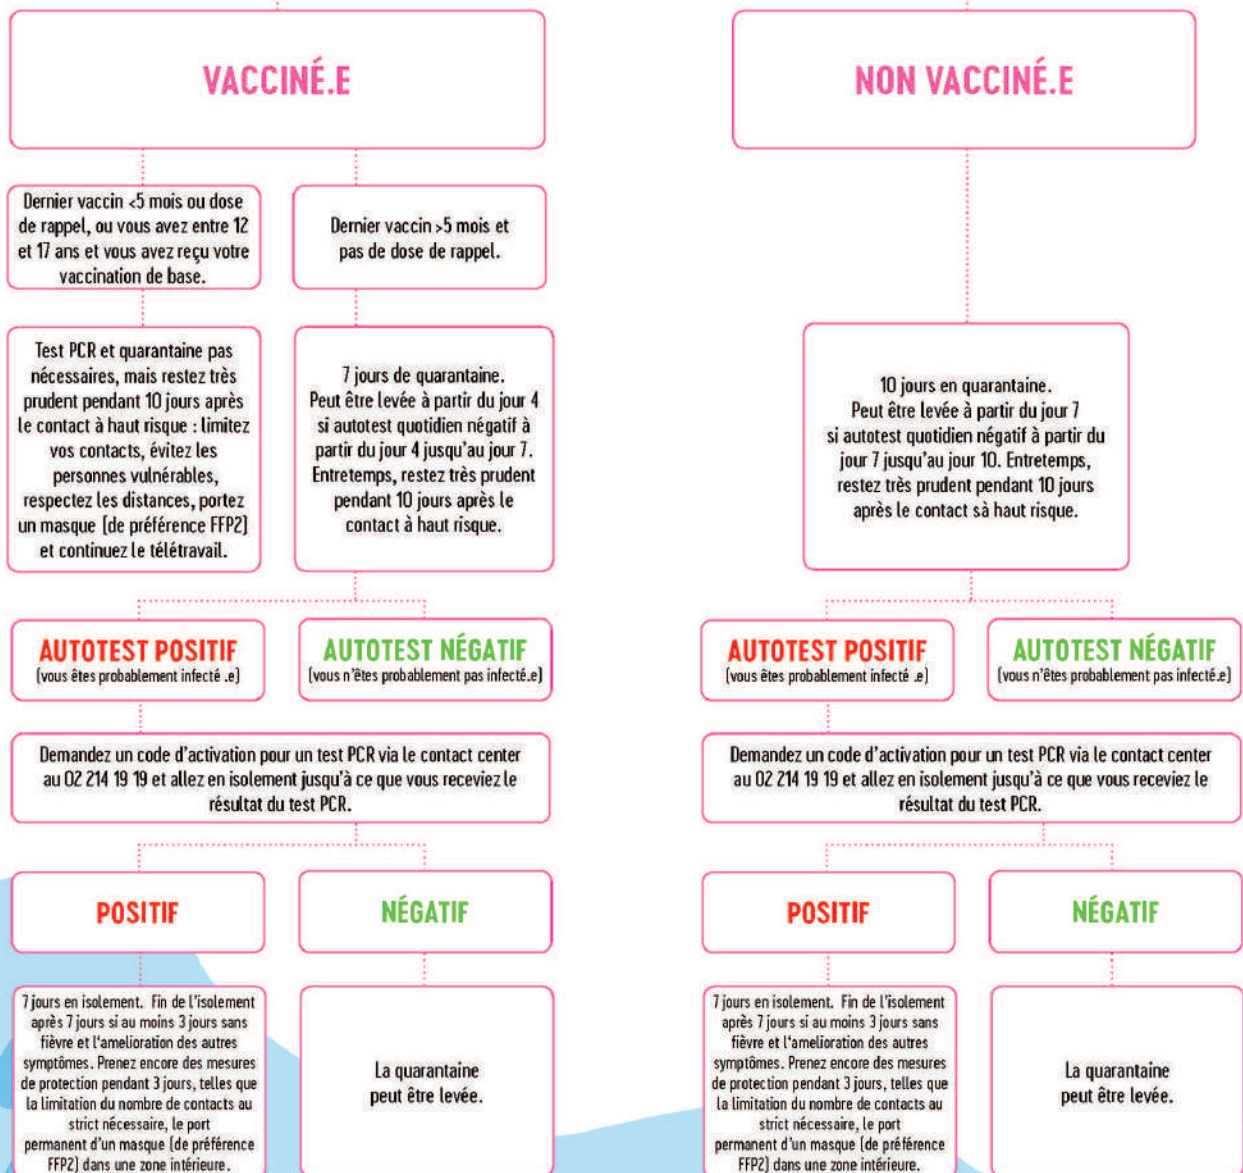 VACCINÉ.E
Dernier vaccin <5 mois ou dose
de rappel, ou vous avez entre 12
et 17 ans et vous avez reçu votre
vaccination de base.
Dernier vaccin >5 mois et
pas de dose de rappel.
Test PCR et quarantaine pas
nécessaires, mais restez très
prudent pendant 10 jours après
le contact à haut risque : limitez
vos contacts, évitez les
personnes vulnérables,
respectez les distances, portez
un masque (de préférence FFP2)
et continuez le télétravail.
7 jours de quarantaine.
Peut être levée à partir du jour 4
si autotest quotidien négatif à
partir du jour 4 jusqu'au jour 7.
Entretemps, restez très prudent
pendant 10 jours après le
contact à haut risque.
AUTOTEST POSITIF
(vous êtes probablement infecté .e)
AUTOTEST NÉGATIF
(vous n'êtes probablement pas infecté.e)
Demandez un code d'activation pour un test PCR via le contact center
au 02 214 19 19 et allez en isolement jusqu'à ce que vous receviez le
résultat du test PCR.
POSITIF
NÉGATIF
7 jours en isolement. Fin de l'isolement
après 7 jours si au moins 3 jours sans
fièvre et l'amelioration des autres
symptômes. Prenez encore des mesures
de protection pendant 3 jours, telles que
la limitation du nombre de contacts au
strict nécessaire, le port
permanent d'un masque (de préférence
FFP2) dans une zone intérieure.
La quarantaine
peut être levée.
NON VACCINÉ.E
10 jours en quarantaine.
Peut être levée à partir du jour 7
si autotest quotidien négatif à partir du
jour 7 jusqu'au jour 10. Entretemps,
restez très prudent pendant 10 jours
après le contact sà haut risque.
AUTOTEST POSITIF
(vous êtes probablement infecté .e)
AUTOTEST NÉGATIF
(vous n'êtes probablement pas infecté.e)
Demandez un code d'activation pour un test PCR via le contact center
au 02 214 19 19 et allez en isolement jusqu'à ce que vous receviez le
résultat du test PCR.
POSITIF
NÉGATIF
7 jours en isolement. Fin de l'isolement
après 7 jours si au moins 3 jours sans
fièvre et l'amelioration des autres
symptômes. Prenez encore des mesures
de protection pendant 3 jours, telles que
la limitation du nombre de contacts au
strict nécessaire, le port
permanent d'un masque (de préférence
FFP2) dans une zone intérieure.
La quarantaine
peut être levée.